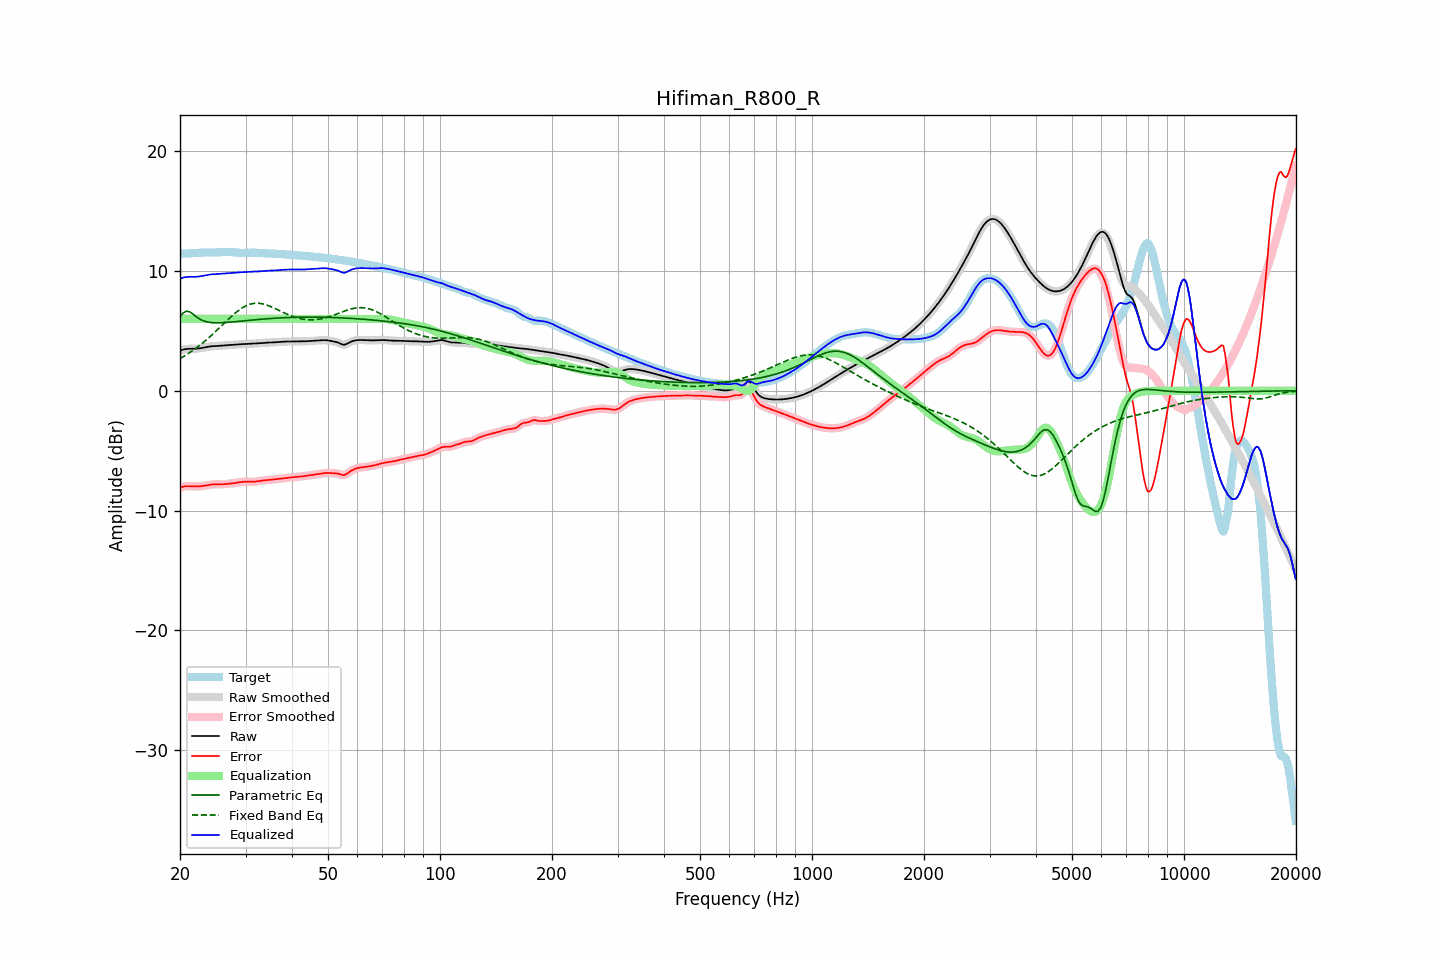 Hifiman_R800_R
Amplitude (dBr)
20
10
0
−10
−20
−30
Target
Raw Smoothed
Error Smoothed
Raw
Error
Equalization
Parametric Eq
Fixed Band Eq
Equalized
20 50 100 200 500 1000 2000 5000 10000 20000
Frequency (Hz)